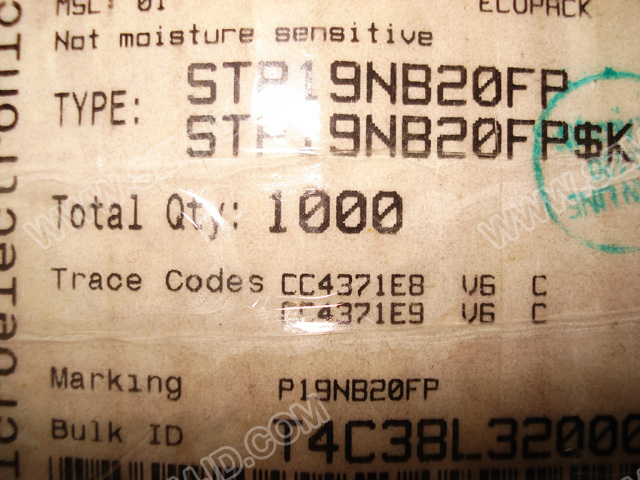 MSL: 01 ECOPACK
Not moisture sensitive
TYPE: STP19NB20FP
STP19NB20FP$K
Total Qty: 1000
Trace Codes CC4371E8 V6 C
CC4371E9 V6 C
Marking P19NB20FP
Bulk ID T4C38L32000